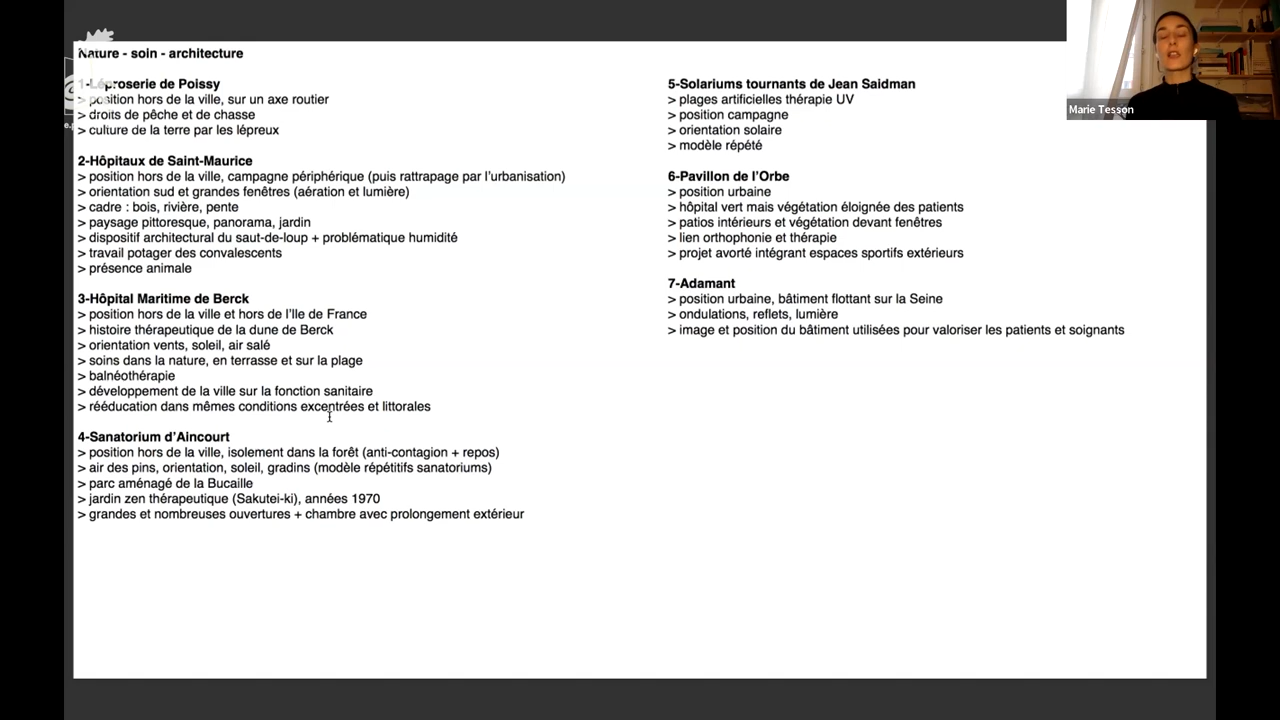 Nature - soin - architecture
1-Léproserie de Poissy
> position hors de la ville, sur un axe routier
> droits de pêche et de chasse
> culture de la terre par les lépreux
2-Hôpitaux de Saint-Maurice
> position hors de la ville, campagne périphérique (puis rattrapage par l'urbanisation)
> orientation sud et grandes fenêtres (aération et lumière)
> cadre : bois, rivière, pente
> paysage pittoresque, panorama, jardin
> dispositif architectural du saut-de-loup + problématique humidité
> travail potager des convalescents
> présence animale
3-Hôpital Maritime de Berck
> position hors de la ville et hors de l'Ile de France
> histoire thérapeutique de la dune de Berck
> orientation vents, soleil, air salé
> soins dans la nature, en terrasse et sur la plage
> balnéothérapie
> développement de la ville sur la fonction sanitaire
> rééducation dans mêmes conditions excentrées et littorales
4-Sanatorium d'Aincourt
> position hors de la ville, isolement dans la forêt (anti-contagion + repos)
> air des pins, orientation, soleil, gradins (modèle répétitifs sanatoriums)
> parc aménagé de la Bucaille
> jardin zen thérapeutique (Sakutei-ki), années 1970
> grandes et nombreuses ouvertures + chambre avec prolongement extérieur
5-Solariums tournants de Jean Saidman
> plages artificielles thérapie UV
> position campagne
> orientation solaire
> modèle répété
6-Pavillon de l'Orbe
> position urbaine
> hôpital vert mais végétation éloignée des patients
> patios intérieurs et végétation devant fenêtres
> lien orthophonie et thérapie
> projet avorté intégrant espaces sportifs extérieurs
7-Adamant
> position urbaine, bâtiment flottant sur la Seine
> ondulations, reflets, lumière
> image et position du bâtiment utilisées pour valoriser les patients et soignants
Marie Tesson